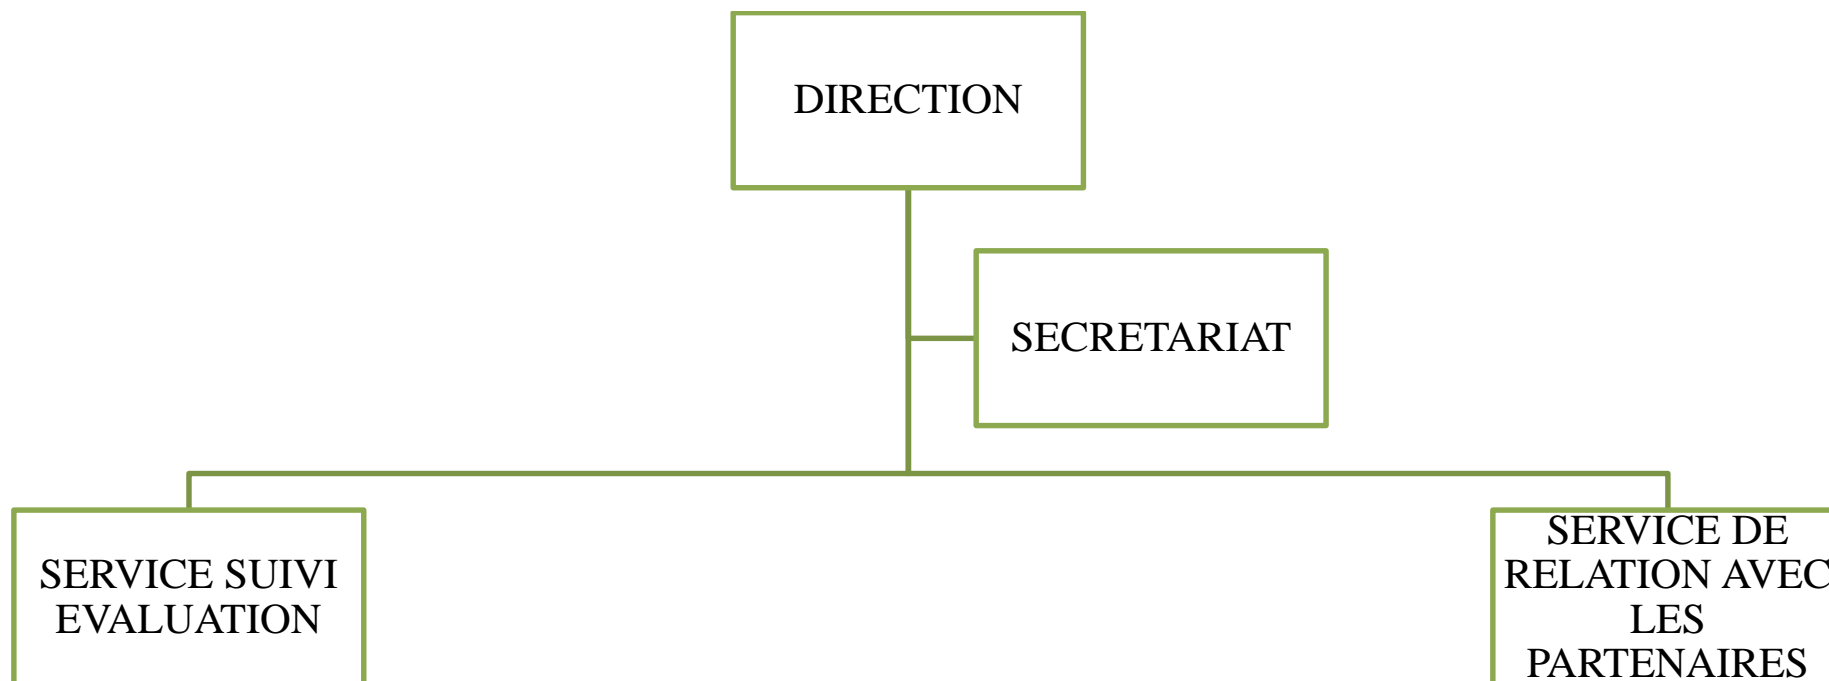 DIRECTION
SECRETARIAT
SERVICE SUIVI
EVALUATION
SERVICE DE
RELATION AVEC
LES
PARTENAIRES